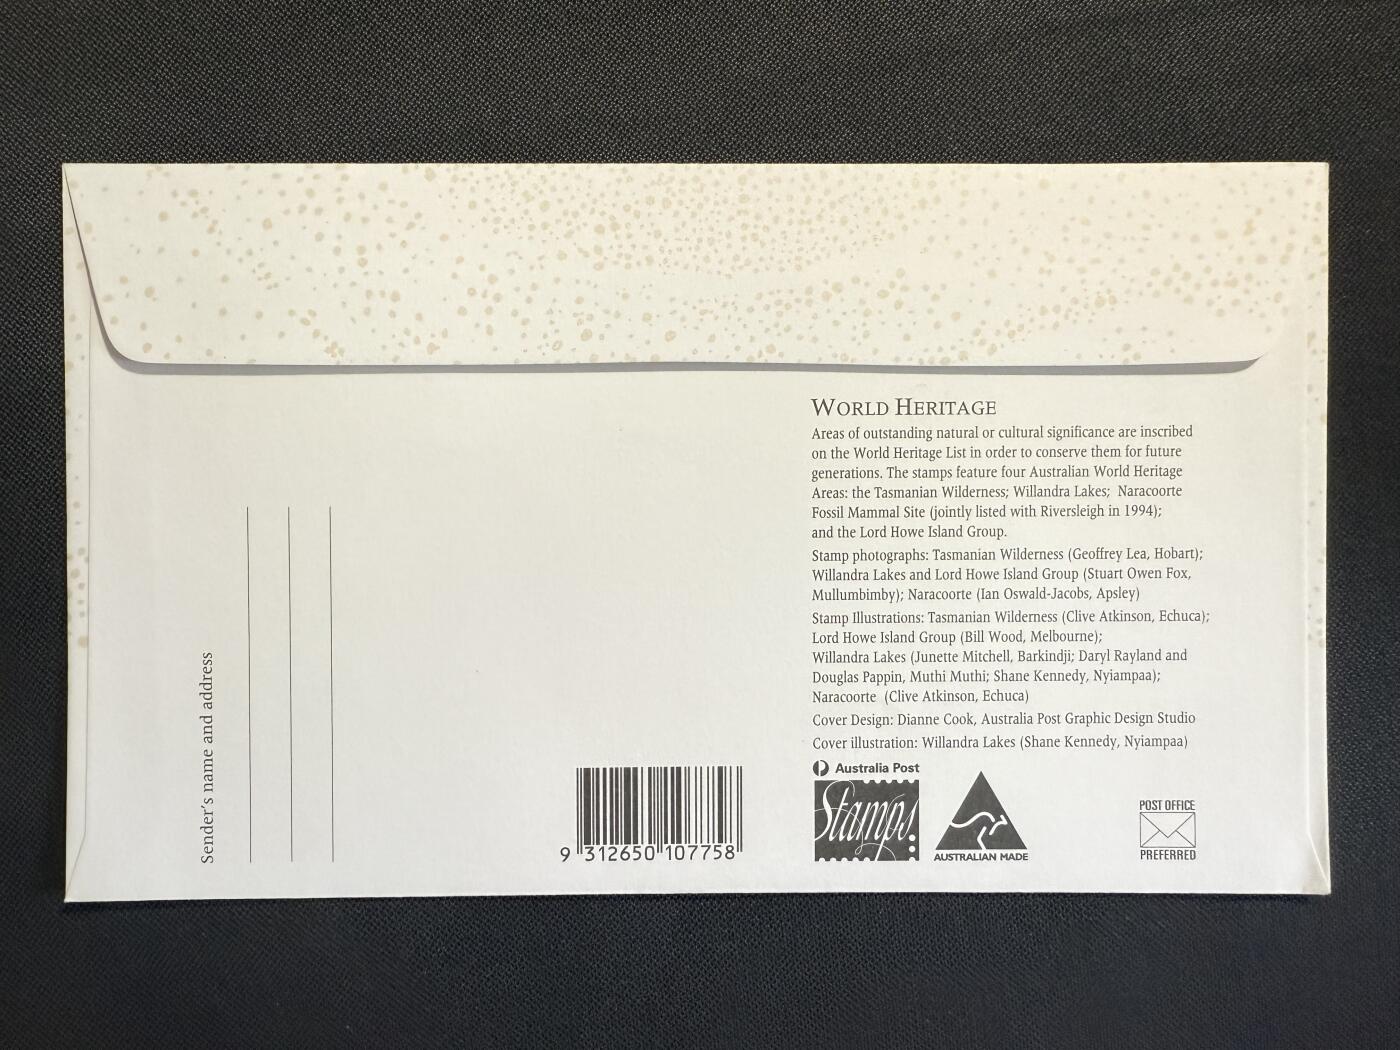 WORLD HERITAGE
Areas of outstanding natural or cultural significance are inscribed
on the World Heritage List in order to conserve them for future
generations. The stamps feature four Australian World Heritage
Areas: the Tasmanian Wilderness; Willandra Lakes; Naracoorte
Fossil Mammal Site (jointly listed with Riversleigh in 1994);
and the Lord Howe Island Group.
Stamp photographs: Tasmanian Wilderness (Geoffrey Lea, Hobart);
Willandra Lakes and Lord Howe Island Group (Stuart Owen Fox,
Mullumbimby); Naracoorte (Ian Oswald-Jacobs, Apsley)
Stamp Illustrations: Tasmanian Wilderness (Clive Atkinson, Echuca);
Lord Howe Island Group (Bill Wood, Melbourne);
Willandra Lakes (Junette Mitchell, Barkindji; Daryl Rayland and
Douglas Pappin, Muthi Muthi; Shane Kennedy, Nyiampaa);
Naracoorte (Clive Atkinson, Echuca)
Cover Design: Dianne Cook, Australia Post Graphic Design Studio
Cover illustration: Willandra Lakes (Shane Kennedy, Nyiampaa)
Sender's name and address
9 312650 107758
Australia Post
Stamps
AUSTRALIAN MADE
POST OFFICE
PREFERRED